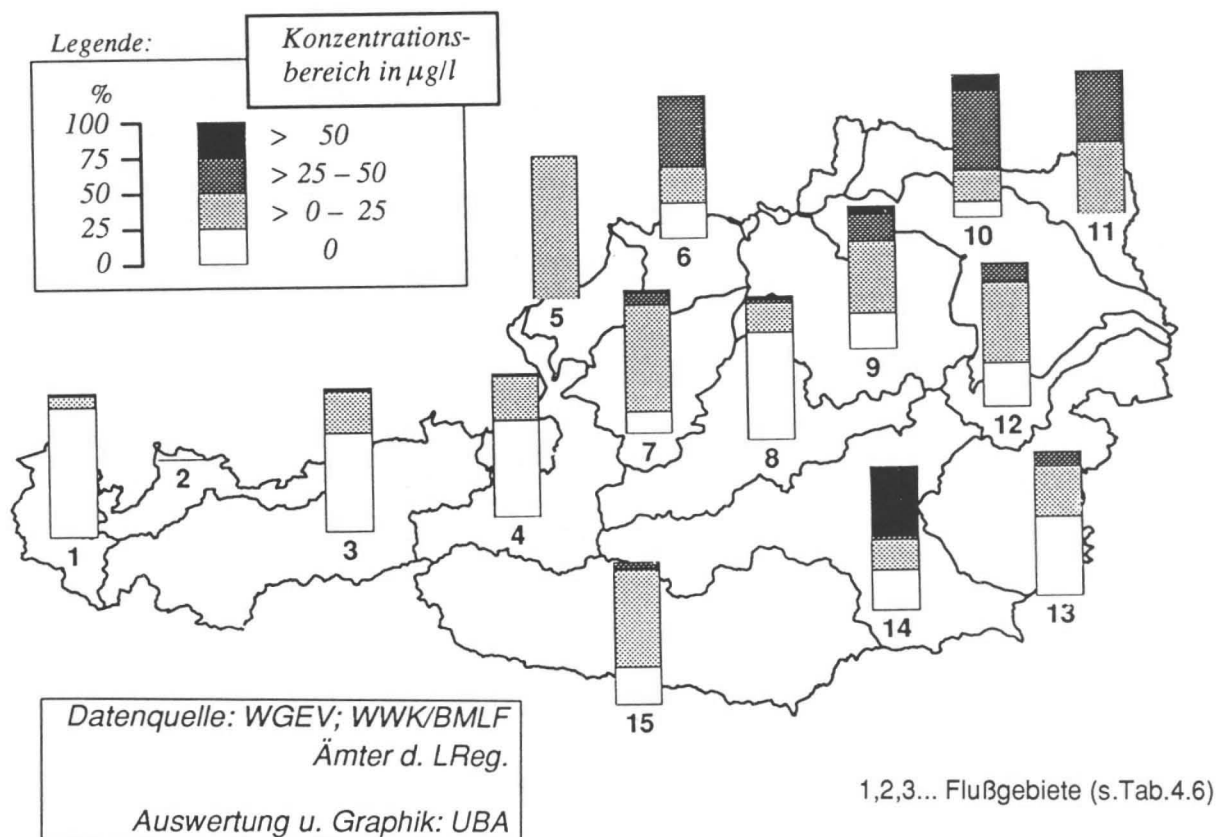 Legende:
Konzentrations-
bereich in µg/l
%
100
75
50
25
0
> 50
> 25 – 50
> 0 – 25
0
1
2
3
4
5
6
7
8
9
10
11
12
13
14
15
Datenquelle: WGEV; WWK/BMLF
Ämter d. LReg.
Auswertung u. Graphik: UBA
1,2,3... Flußgebiete (s.Tab.4.6)